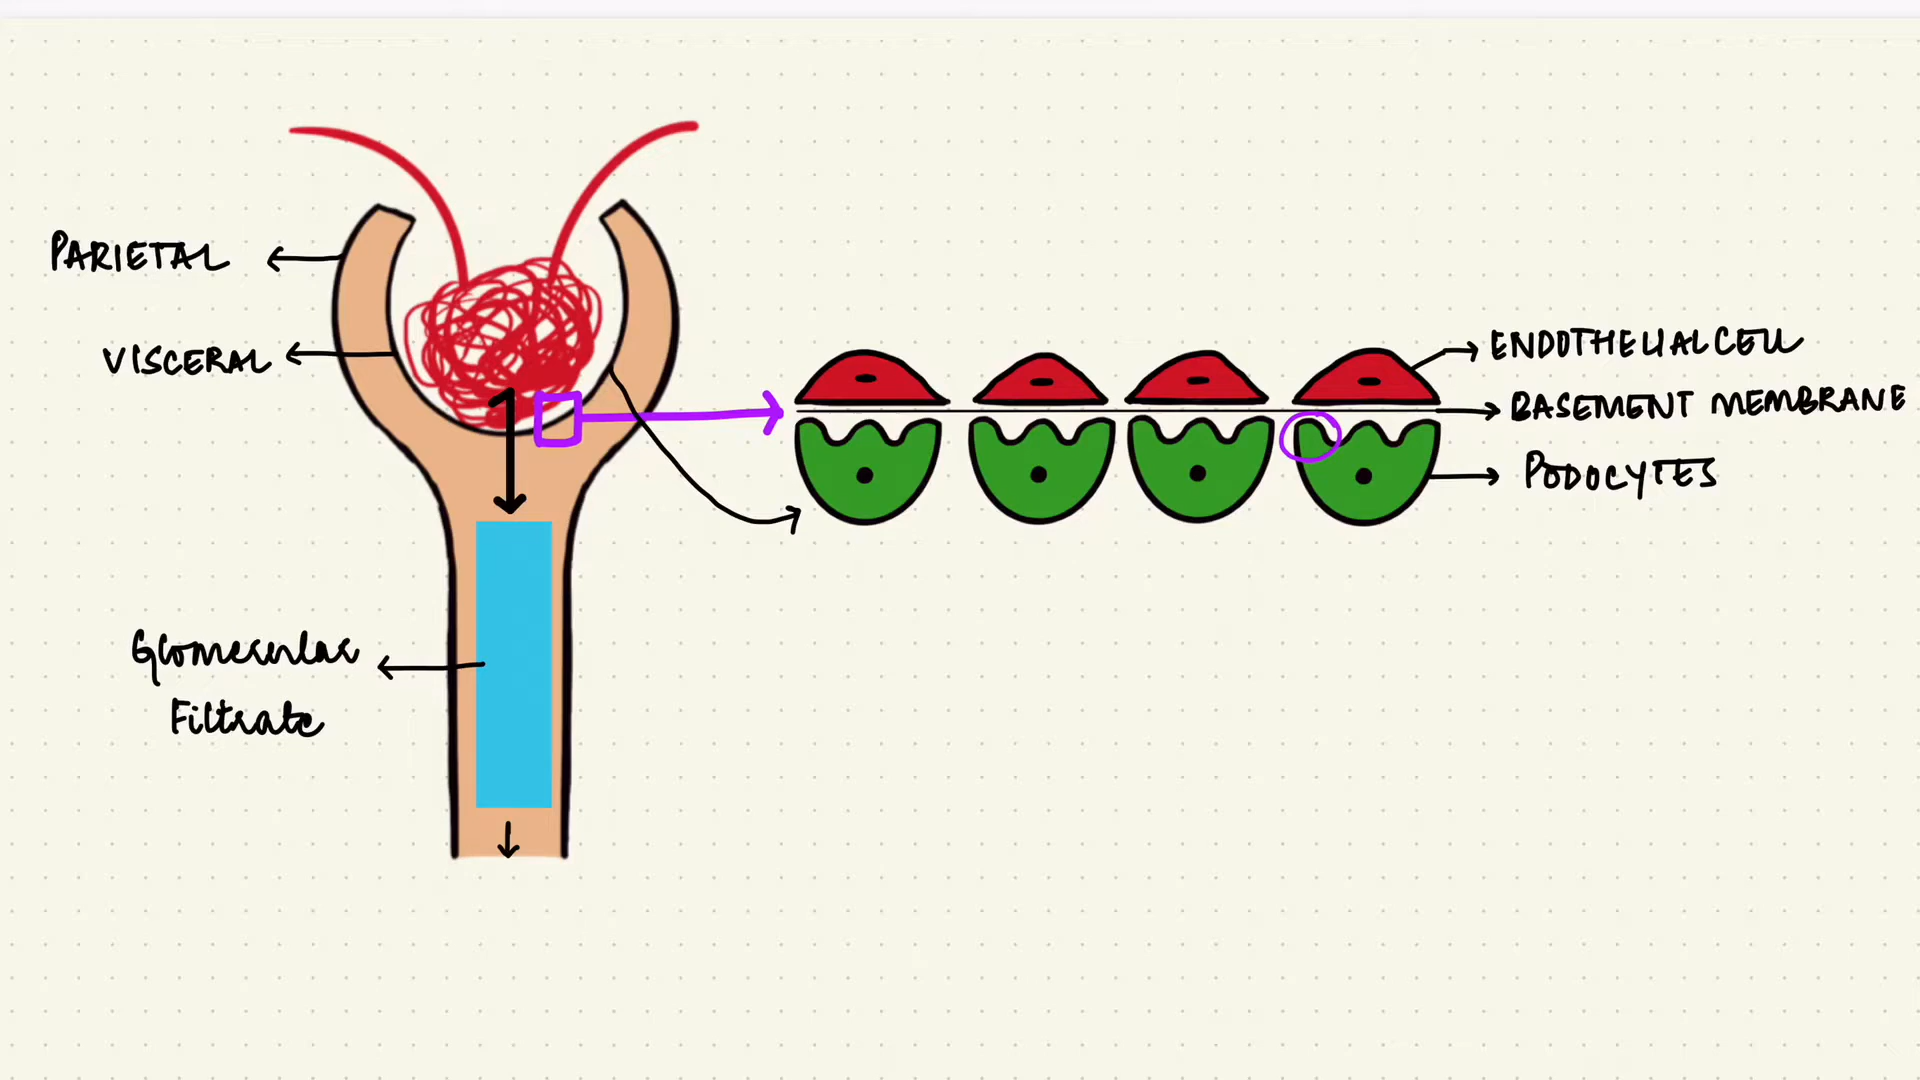 PARIETAL
VISCERAL
ENDOTHELIAL CELL
BASEMENT MEMBRANE
PODOCYTES
Glomerular
Filtrate